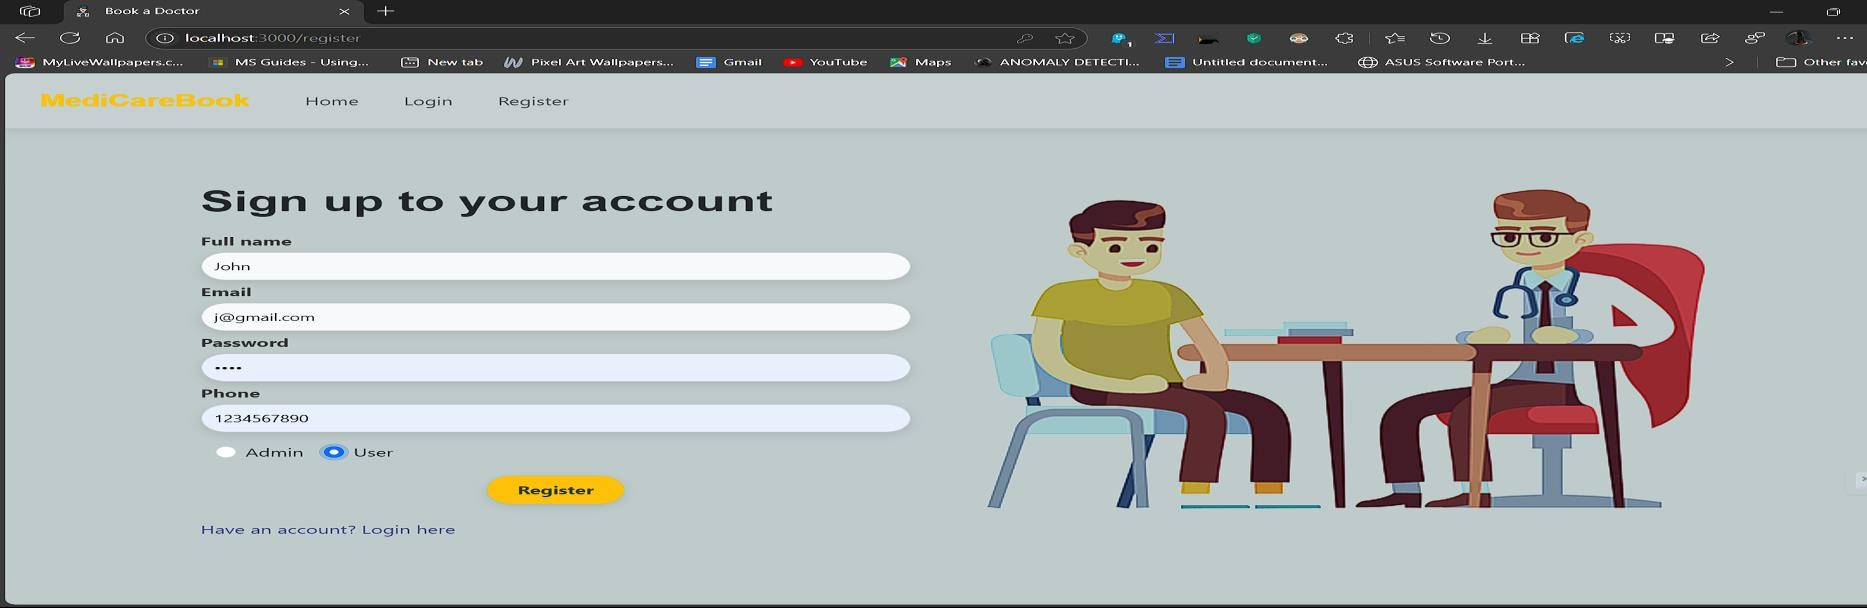 Book a Doctor
localhost:3000/register
1
MyLiveWallpapers.c... MS Guides - Using... New tab Pixel Art Wallpapers... Gmail YouTube Maps ANOMALY DETECTI... Untitled document... ASUS Software Port... Other fav
MediCareBook Home Login Register
Sign up to your account
Full name
John
Email
j@gmail.com
Password
••••
Phone
1234567890
Admin User
Register
Have an account? Login here